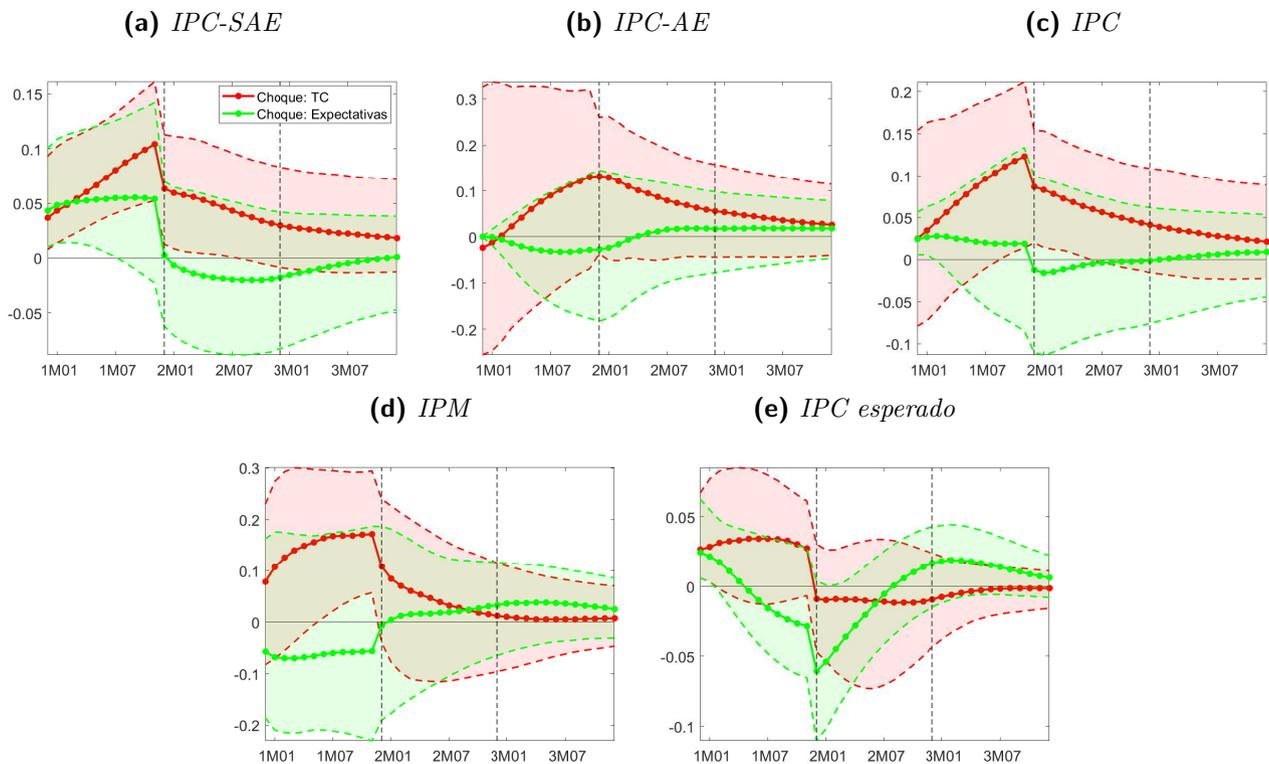 (a) IPC-SAE
(b) IPC-AE
(c) IPC
0.15
0.1
0.05
0
-0.05
Choque: TC
Choque: Expectativas
1M01 1M07 2M01 2M07 3M01 3M07
0.3
0.2
0.1
0
-0.1
-0.2
1M01 1M07 2M01 2M07 3M01 3M07
0.2
0.15
0.1
0.05
0
-0.05
-0.1
1M01 1M07 2M01 2M07 3M01 3M07
(d) IPM
(e) IPC esperado
0.3
0.2
0.1
0
-0.1
-0.2
1M01 1M07 2M01 2M07 3M01 3M07
0.05
0
-0.05
-0.1
1M01 1M07 2M01 2M07 3M01 3M07